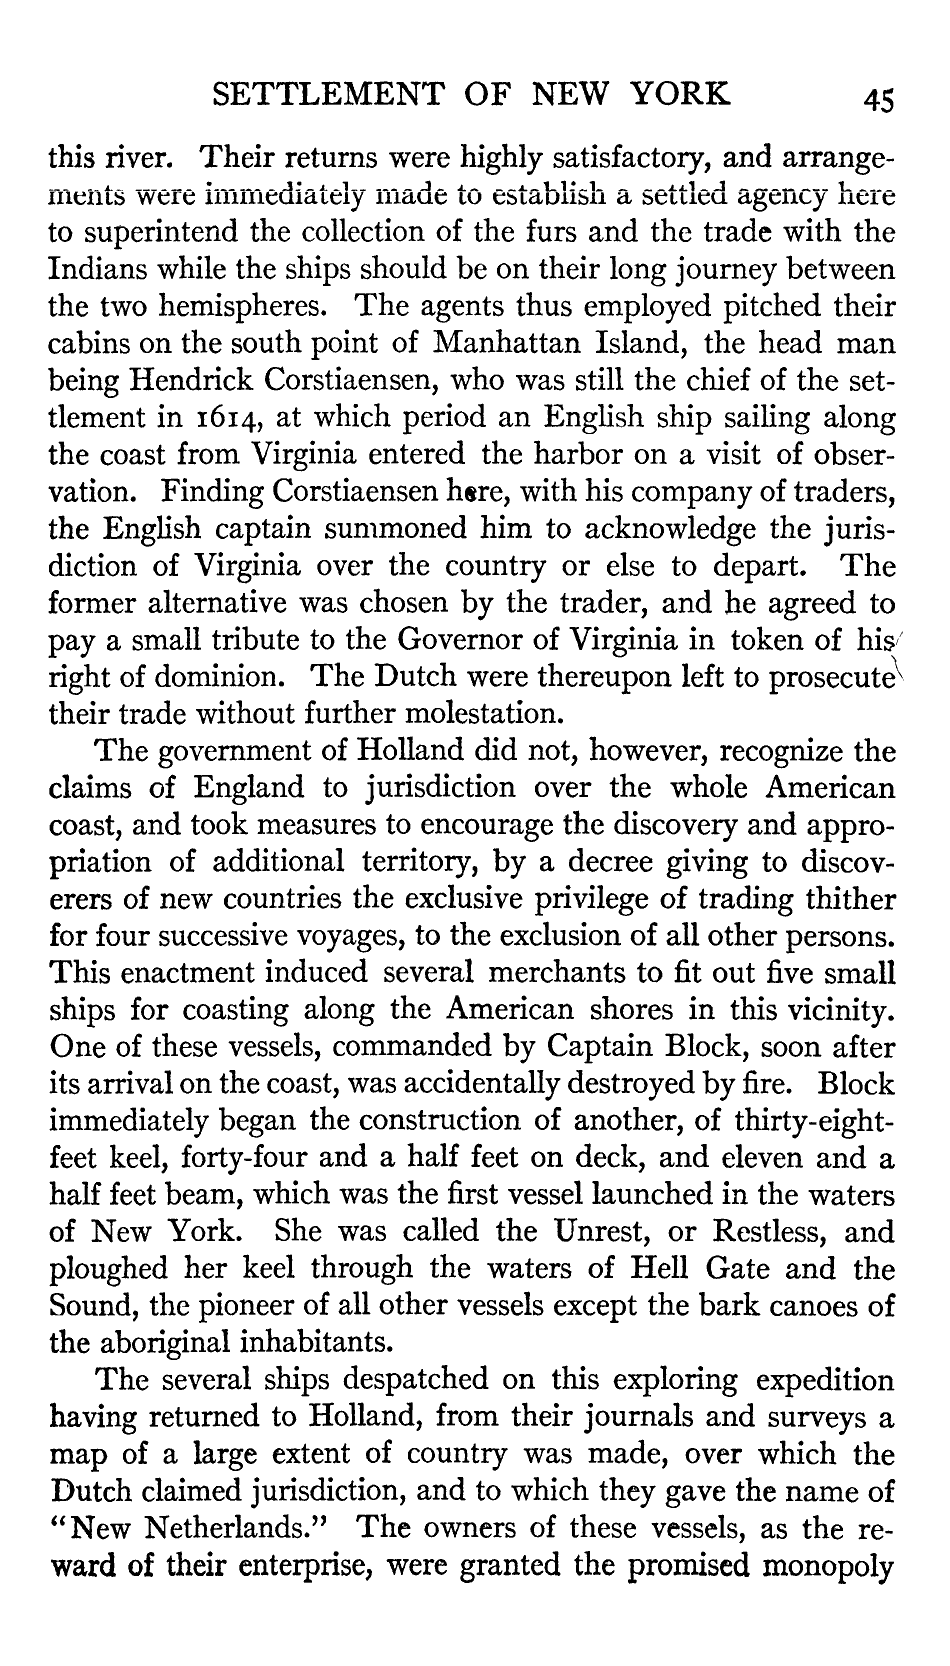 SETTLEMENT OF NEW YORK 45
this river. Their returns were highly satisfactory, and arrange-
ments were immediately made to establish a settled agency here
to superintend the collection of the furs and the trade with the
Indians while the ships should be on their long journey between
the two hemispheres. The agents thus employed pitched their
cabins on the south point of Manhattan Island, the head man
being Hendrick Corstiaensen, who was still the chief of the set-
tlement in 1614, at which period an English ship sailing along
the coast from Virginia entered the harbor on a visit of obser-
vation. Finding Corstiaensen here, with his company of traders,
the English captain summoned him to acknowledge the juris-
diction of Virginia over the country or else to depart. The
former alternative was chosen by the trader, and he agreed to
pay a small tribute to the Governor of Virginia in token of his
right of dominion. The Dutch were thereupon left to prosecute
their trade without further molestation.
The government of Holland did not, however, recognize the
claims of England to jurisdiction over the whole American
coast, and took measures to encourage the discovery and appro-
priation of additional territory, by a decree giving to discov-
erers of new countries the exclusive privilege of trading thither
for four successive voyages, to the exclusion of all other persons.
This enactment induced several merchants to fit out five small
ships for coasting along the American shores in this vicinity.
One of these vessels, commanded by Captain Block, soon after
its arrival on the coast, was accidentally destroyed by fire. Block
immediately began the construction of another, of thirty-eight-
feet keel, forty-four and a half feet on deck, and eleven and a
half feet beam, which was the first vessel launched in the waters
of New York. She was called the Unrest, or Restless, and
ploughed her keel through the waters of Hell Gate and the
Sound, the pioneer of all other vessels except the bark canoes of
the aboriginal inhabitants.
The several ships despatched on this exploring expedition
having returned to Holland, from their journals and surveys a
map of a large extent of country was made, over which the
Dutch claimed jurisdiction, and to which they gave the name of
"New Netherlands." The owners of these vessels, as the re-
ward of their enterprise, were granted the promised monopoly